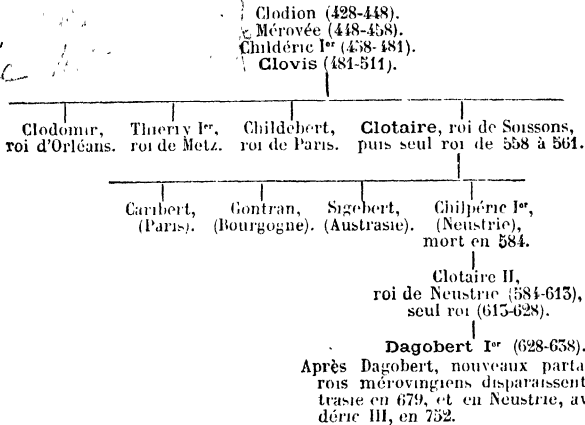 Clodion (428-448).
Mérovée (448-458).
Childéric Iᵉʳ (458-481).
Clovis (481-511).
Clodomir, Thierry Iᵉʳ, Childebert, Clotaire, roi de Soissons,
roi d'Orléans. roi de Metz. roi de Paris. puis seul roi de 558 à 561.
Caribert, Gontran, Sigebert, Chilpéric Iᵉʳ,
(Paris). (Bourgogne). (Austrasie). (Neustrie),
mort en 584.
Clotaire II,
roi de Neustrie (584-613),
seul roi (613-628).
Dagobert Iᵉʳ (628-638).
Après Dagobert, nouveaux parta
rois mérovingiens disparaissent
trasie en 679, et en Neustrie, av
déric III, en 752.